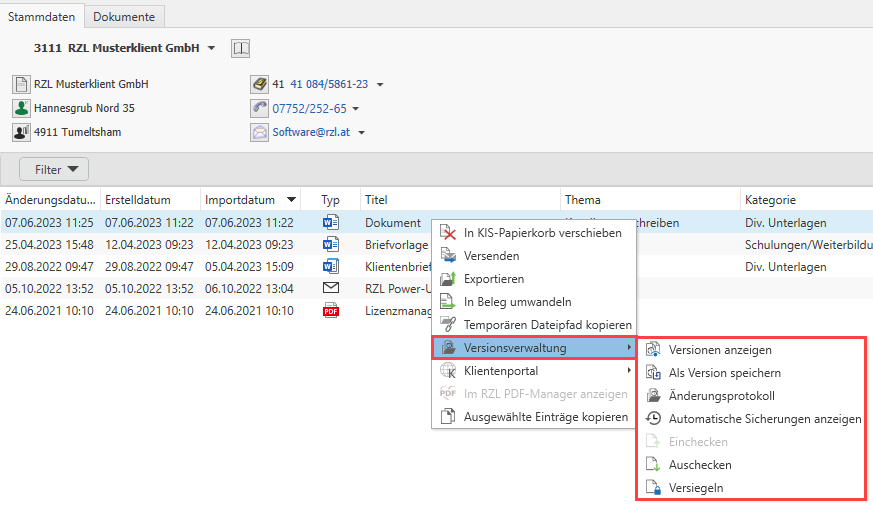 Stammdaten Dokumente
3111 RZL Musterklient GmbH
RZL Musterklient GmbH 41 41 084/5861-23
Hannesgrub Nord 35 07752/252-65
4911 Tumeltsham Software@rzl.at
Filter
Änderungsdatu... Erstelldatum Importdatum Typ Titel Thema Kategorie
07.06.2023 11:25 07.06.2023 11:22 07.06.2023 11:22 Dokument schreiben Div. Unterlagen
25.04.2023 15:48 12.04.2023 09:23 12.04.2023 09:23 Briefvorlage Schulungen/Weiterbildu
29.08.2022 09:47 29.08.2022 09:47 05.04.2023 15:09 Klientenbrief Div. Unterlagen
05.10.2022 13:52 05.10.2022 13:52 06.10.2022 13:04 RZL Power-U
24.06.2021 10:10 24.06.2021 10:10 24.06.2021 10:10 PDF Lizenzmanag
In KIS-Papierkorb verschieben
Versenden
Exportieren
In Beleg umwandeln
Temporären Dateipfad kopieren
Versionsverwaltung
Klientenportal
PDF Im RZL PDF-Manager anzeigen
Ausgewählte Einträge kopieren
Versionen anzeigen
Als Version speichern
Änderungsprotokoll
Automatische Sicherungen anzeigen
Einchecken
Auschecken
Versiegeln